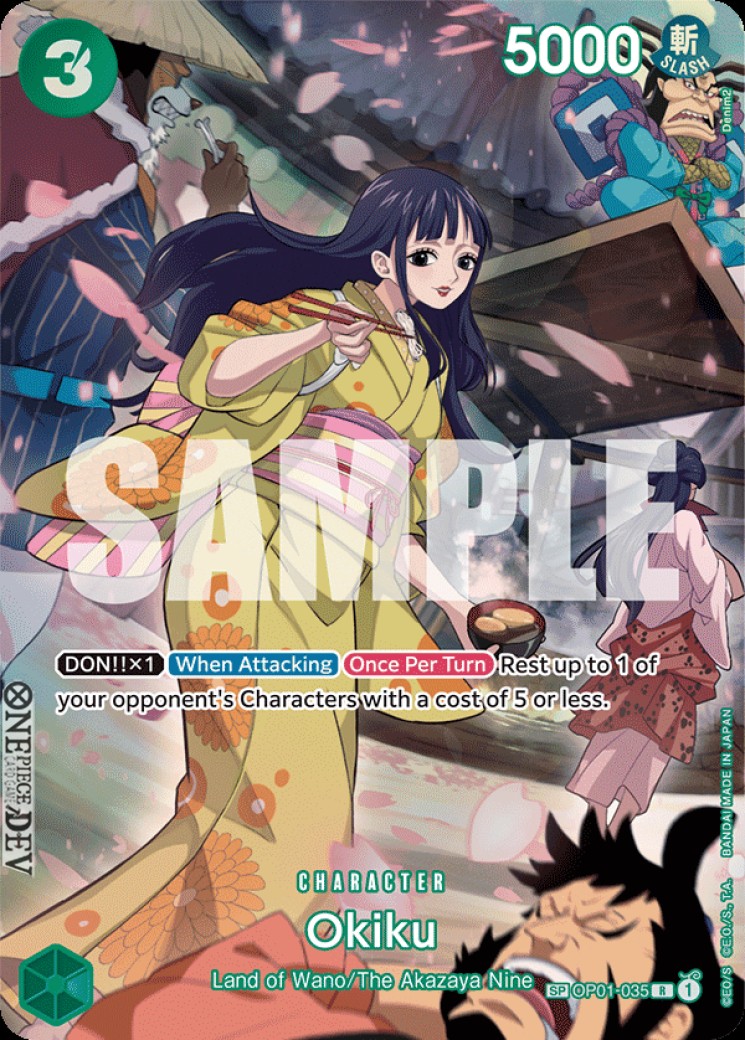 3
5000
斬
SLASH
Denim2
SAMPLE
DON!!×1 When Attacking Once Per Turn Rest up to 1 of
your opponent's Characters with a cost of 5 or less.
ONE PIECE
CARD GAME
/DEV
BANDAI MADE IN JAPAN
©E.O./S., T.A.
©EO/S
CHARACTER
Okiku
Land of Wano/The Akazaya Nine
SP OP01-035 R 1